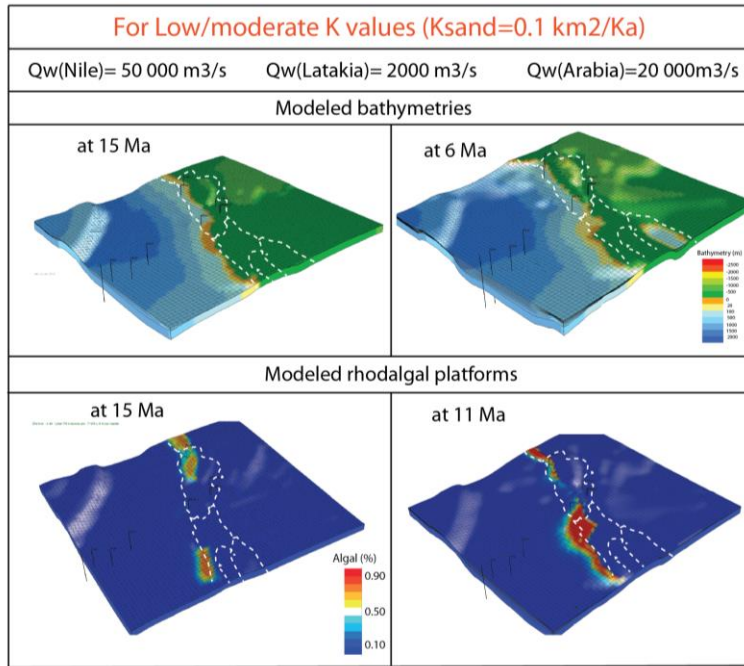 For Low/moderate K values (Ksand=0.1 km2/Ka)
Qw(Nile)= 50 000 m3/s Qw(Latakia)= 2000 m3/s Qw(Arabia)=20 000m3/s
Modeled bathymetries
at 15 Ma
at 6 Ma
Bathymetry (m)
-2500
-2000
-1500
-1000
-500
0
20
100
500
1000
1500
2000
Modeled rhodalgal platforms
at 15 Ma
at 11 Ma
Algal (%)
0.90
0.50
0.10